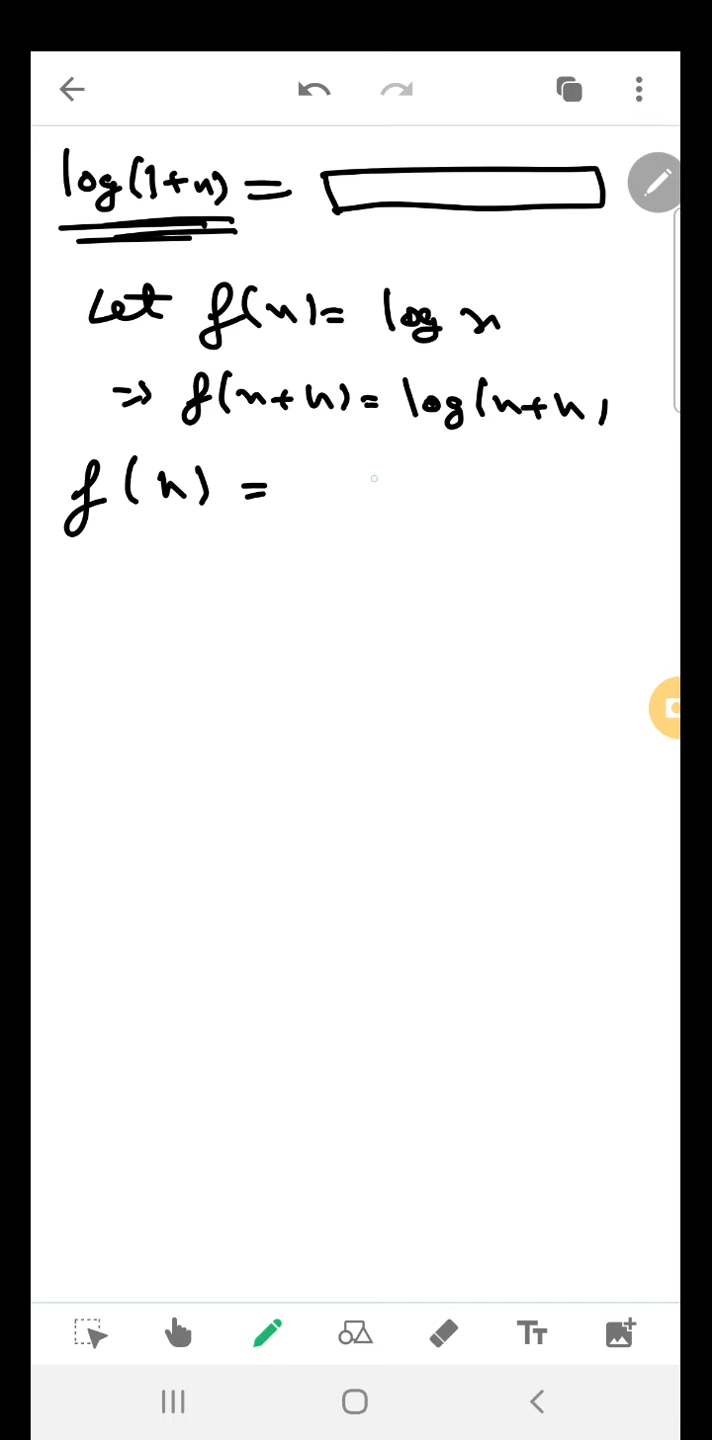 log(1+x) =
Let f(x) = log x
=> f(x+h) = log(x+h)
f(x) =